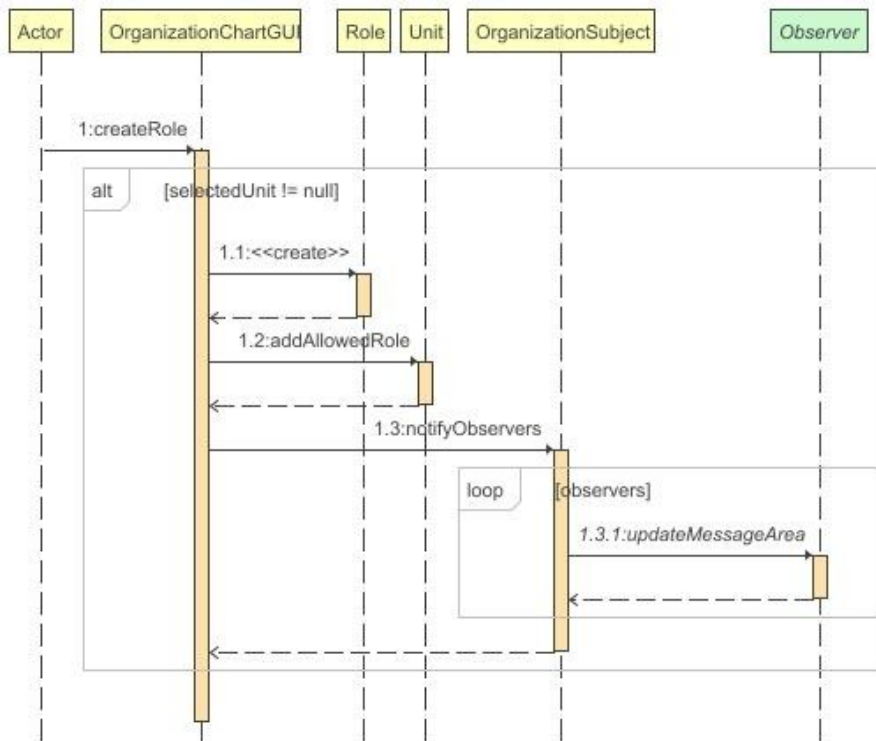 Actor
OrganizationChartGUI
Role
Unit
OrganizationSubject
Observer
1:createRole
alt
[selectedUnit != null]
1.1:<<create>>
1.2:addAllowedRole
1.3:notifyObservers
loop
[observers]
1.3.1:updateMessageArea